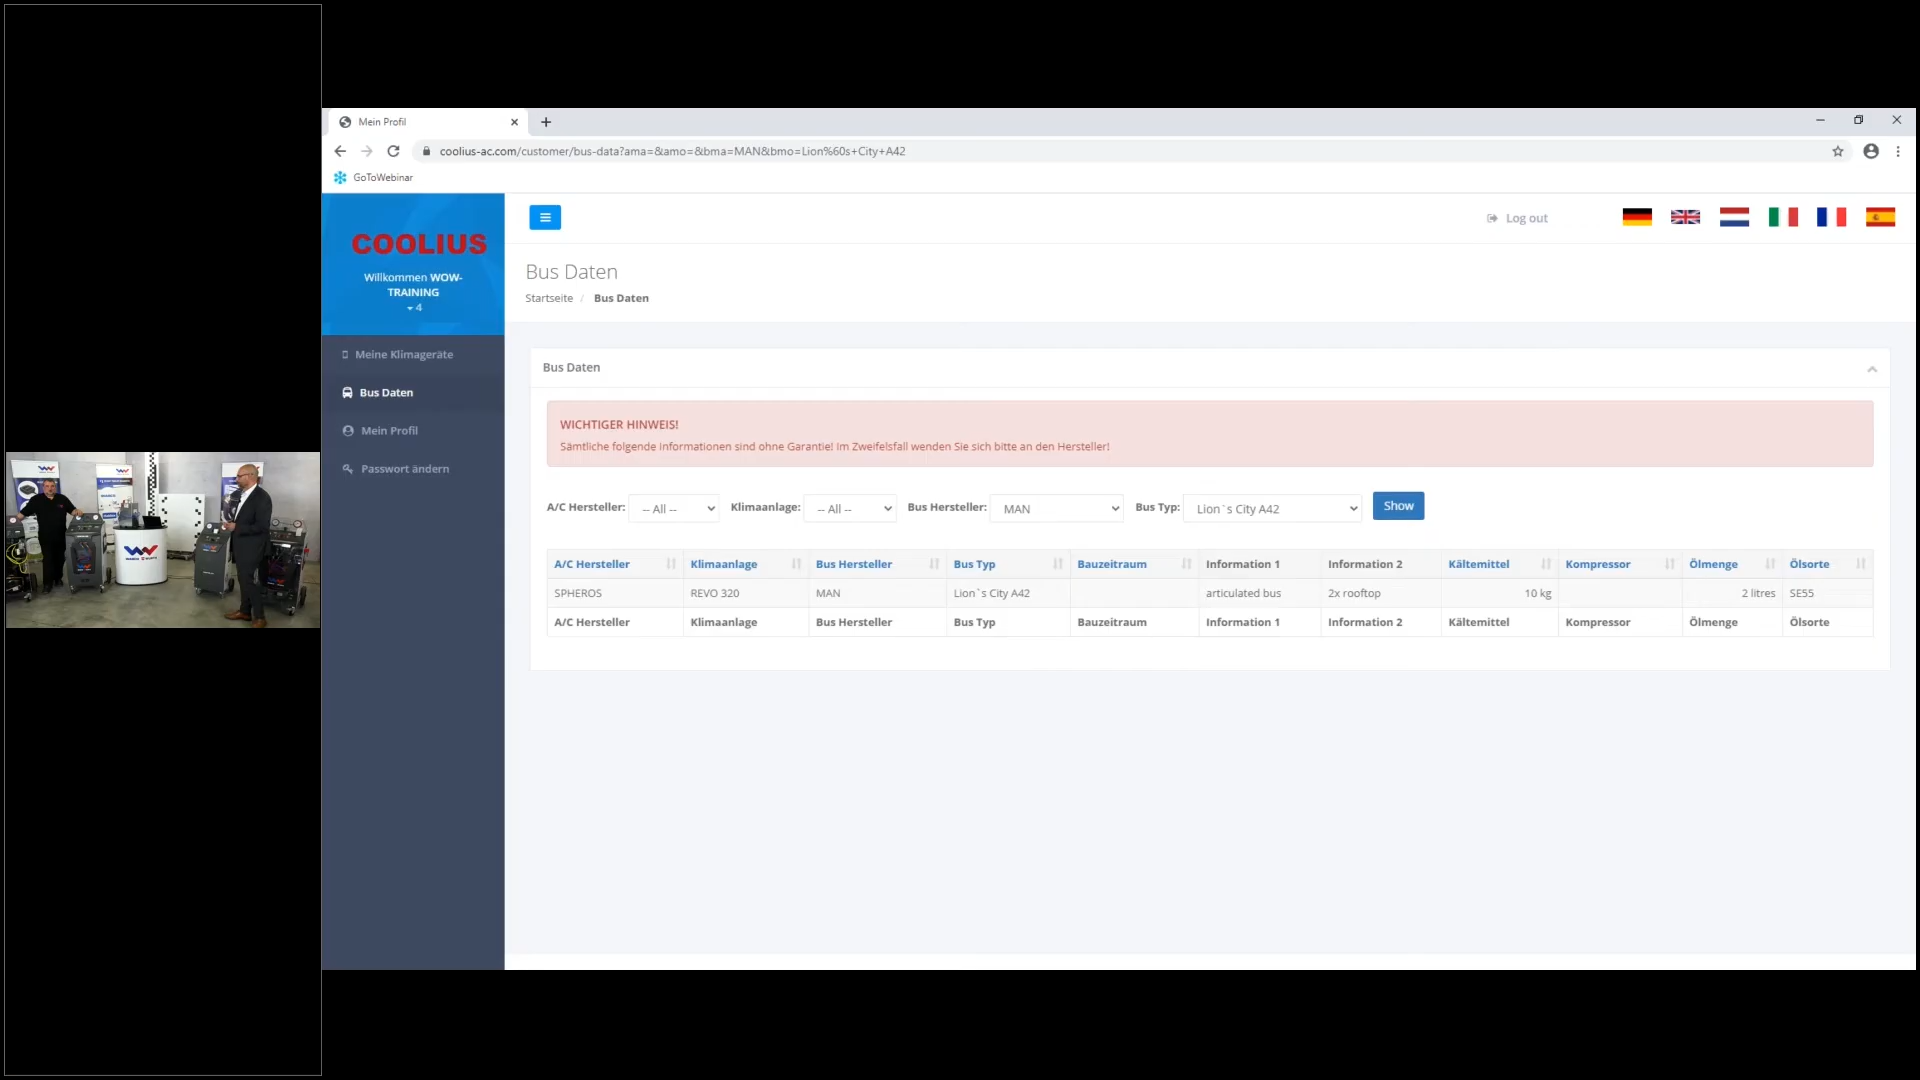 Mein Profil
coolius-ac.com/customer/bus-data?ama=&amo=&bma=MAN&bmo=Lion%60s+City+A42
GoToWebinar
COOLIUS
Willkommen WOW-
TRAINING
4
Meine Klimageräte
Bus Daten
Mein Profil
Passwort ändern
Log out
Bus Daten
Startseite / Bus Daten
Bus Daten
WICHTIGER HINWEIS!
Sämtliche folgende Informationen sind ohne Garantie! Im Zweifelsfall wenden Sie sich bitte an den Hersteller!
A/C Hersteller: -- All -- Klimaanlage: -- All -- Bus Hersteller: MAN Bus Typ: Lion`s City A42 Show
A/C Hersteller Klimaanlage Bus Hersteller Bus Typ Bauzeitraum Information 1 Information 2 Kältemittel Kompressor Ölmenge Ölsorte
SPHEROS REVO 320 MAN Lion`s City A42 articulated bus 2x rooftop 10 kg 2 litres SE55
A/C Hersteller Klimaanlage Bus Hersteller Bus Typ Bauzeitraum Information 1 Information 2 Kältemittel Kompressor Ölmenge Ölsorte